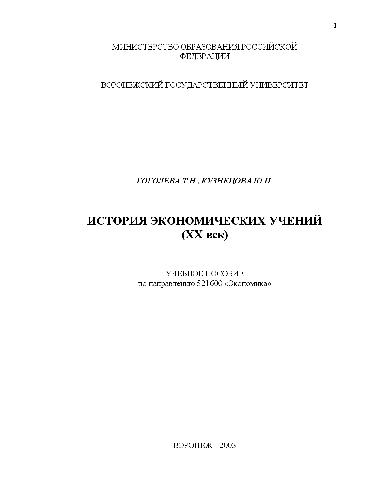 1
МИНИСТЕРСТВО ОБРАЗОВАНИЯ РОССИЙСКОЙ
ФЕДЕРАЦИИ
ВОРОНЕЖСКИЙ ГОСУДАРСТВЕННЫЙ УНИВЕРСИТЕТ
ГОГОЛЕВА Т.Н., КУЗНЕЦОВА Ю.П.
ИСТОРИЯ ЭКОНОМИЧЕСКИХ УЧЕНИЙ
(XX век)
УЧЕБНОЕ ПОСОБИЕ
по направлению 521600 «Экономика»
ВОРОНЕЖ – 2003